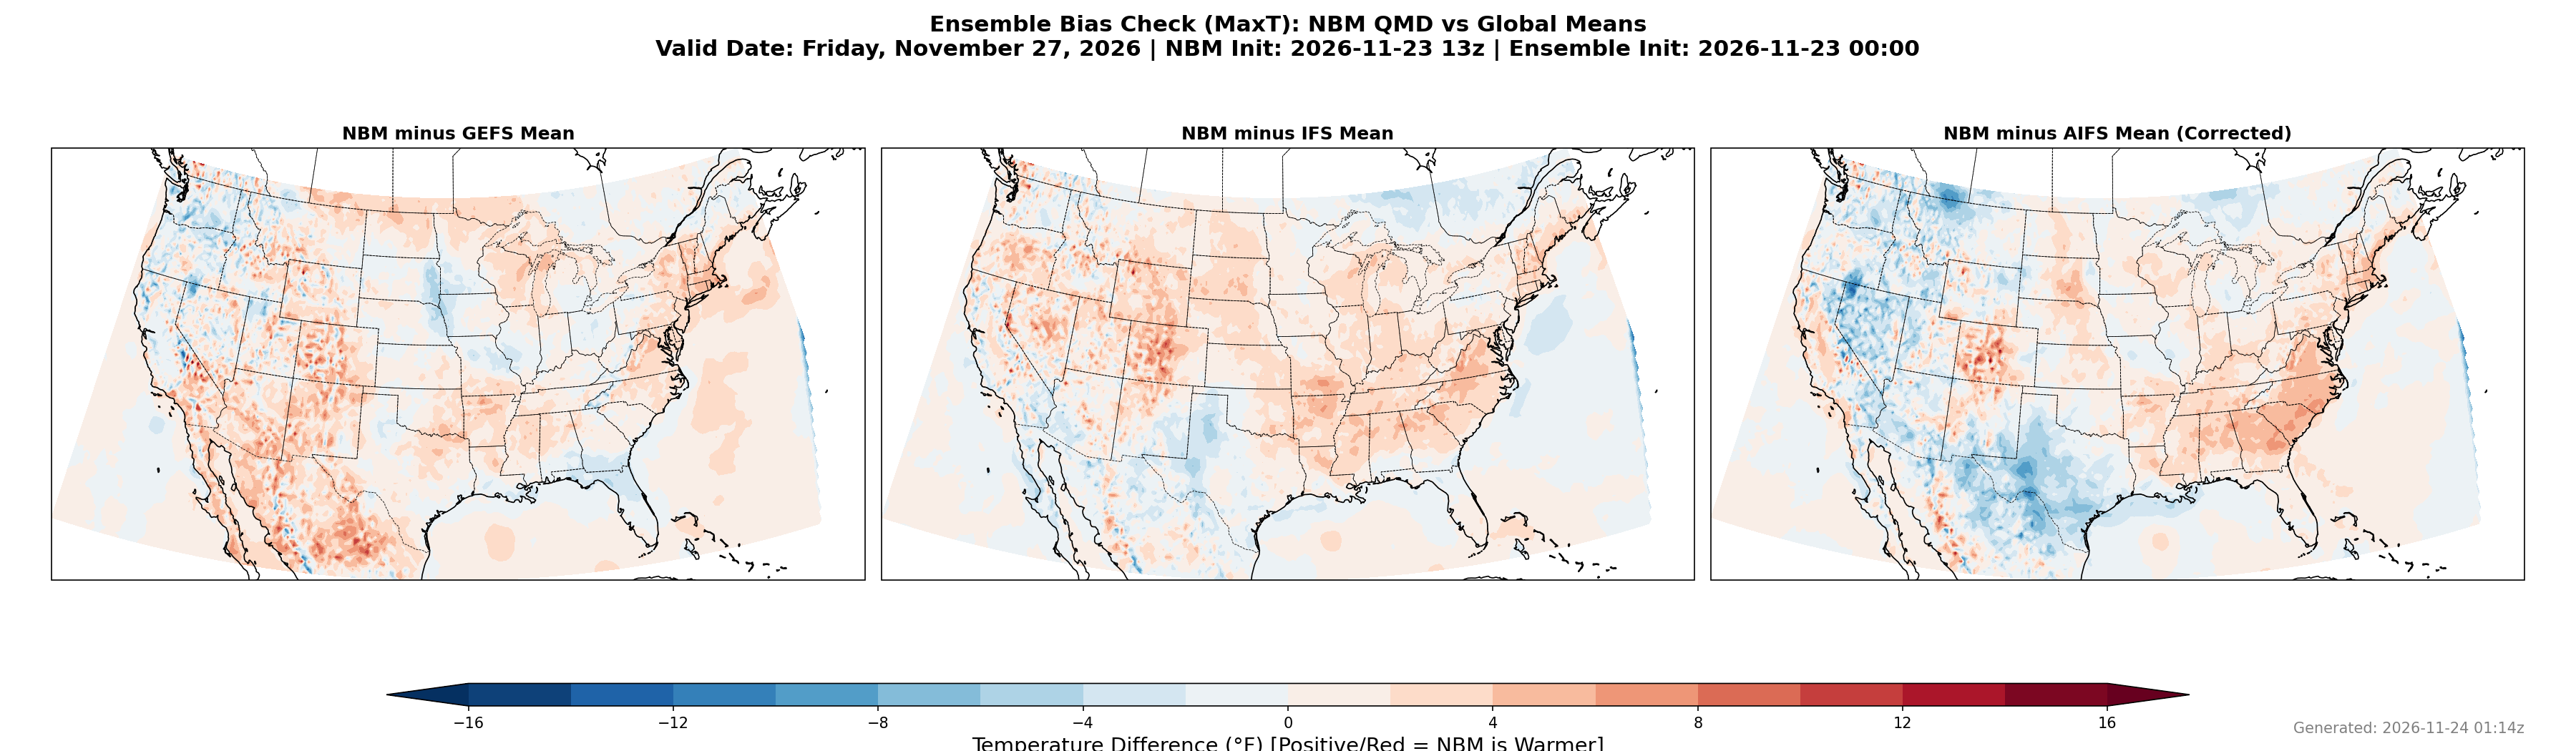 Ensemble Bias Check (MaxT): NBM QMD vs Global Means
Valid Date: Friday, November 27, 2026 | NBM Init: 2026-11-23 13z | Ensemble Init: 2026-11-23 00:00
NBM minus GEFS Mean
NBM minus IFS Mean
NBM minus AIFS Mean (Corrected)
−16 −12 −8 −4 0 4 8 12 16
Generated: 2026-11-24 01:14z
Temperature Difference (°F) [Positive/Red = NBM is Warmer]